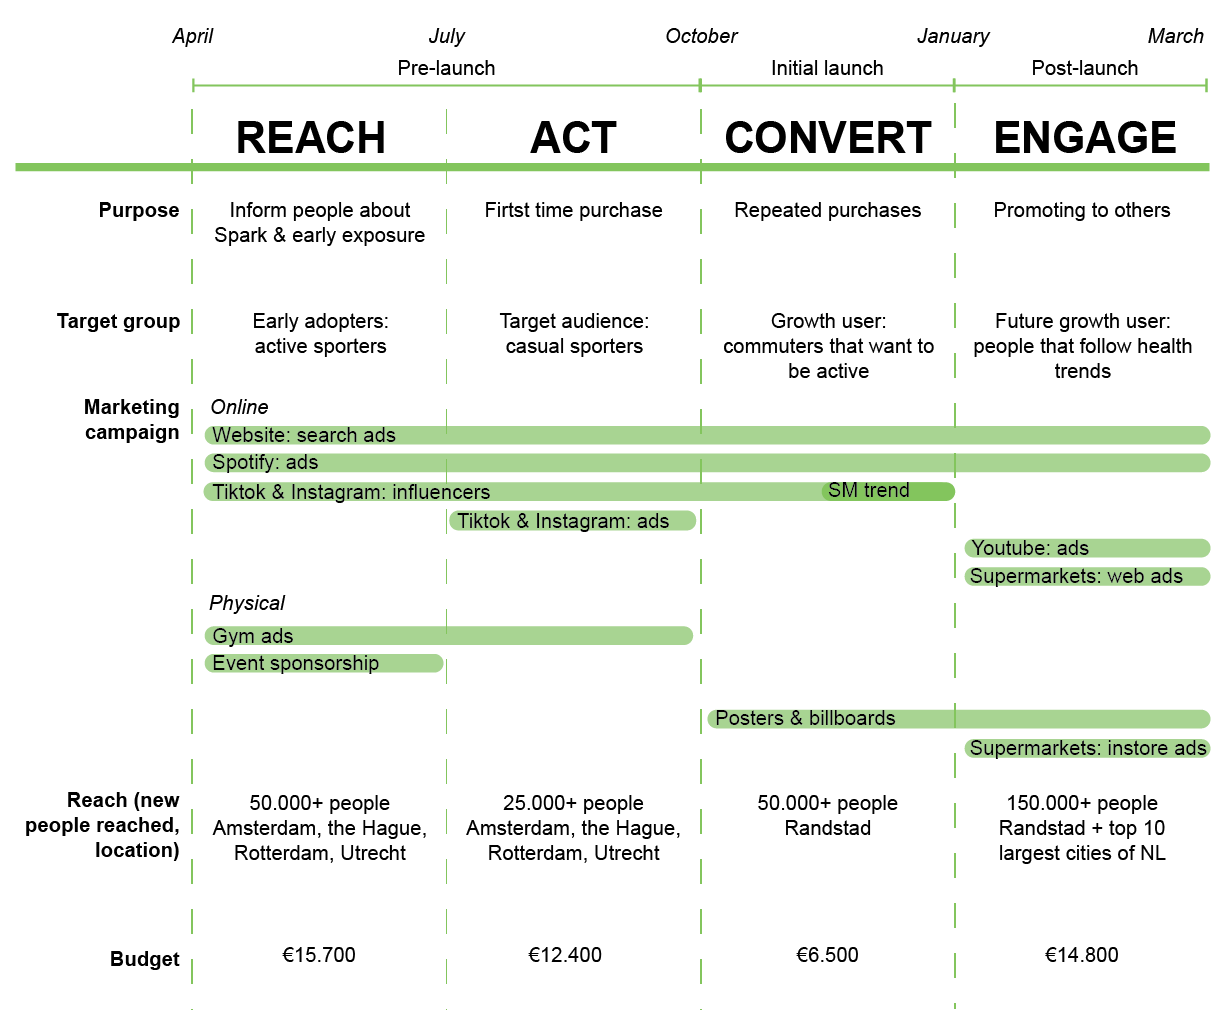 April July October January March
Pre-launch Initial launch Post-launch
REACH ACT CONVERT ENGAGE
Purpose
Inform people about
Spark & early exposure
Firtst time purchase
Repeated purchases
Promoting to others
Target group
Early adopters:
active sporters
Target audience:
casual sporters
Growth user:
commuters that want to
be active
Future growth user:
people that follow health
trends
Marketing
campaign
Online
Website: search ads
Spotify: ads
Tiktok & Instagram: influencers
SM trend
Tiktok & Instagram: ads
Youtube: ads
Supermarkets: web ads
Physical
Gym ads
Event sponsorship
Posters & billboards
Supermarkets: instore ads
Reach (new
people reached,
location)
50.000+ people
Amsterdam, the Hague,
Rotterdam, Utrecht
25.000+ people
Amsterdam, the Hague,
Rotterdam, Utrecht
50.000+ people
Randstad
150.000+ people
Randstad + top 10
largest cities of NL
Budget
€15.700
€12.400
€6.500
€14.800